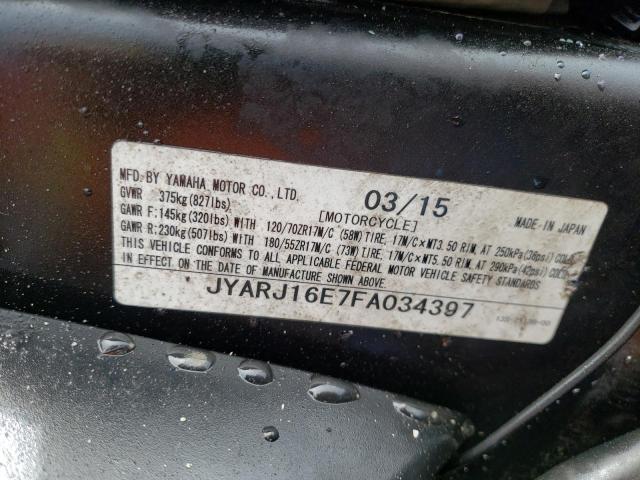 MFD. BY YAMAHA MOTOR CO., LTD. 03/15 MADE IN JAPAN
GVWR 375kg (827lbs) [MOTORCYCLE]
GAWR F:145kg (320lbs) WITH 120/70ZR17M/C (58W) TIRE, 17M/C×MT3.50 RIM, AT 250kPa (36psi) COLD
GAWR R:230kg (507lbs) WITH 180/55ZR17M/C (73W) TIRE, 17M/C×MT5.50 RIM, AT 290kPa (42psi) COLD
THIS VEHICLE CONFORMS TO ALL APPLICABLE FEDERAL MOTOR VEHICLE SAFETY STANDARDS
IN EFFECT ON THE DATE OF MANUFACTURE SHOWN ABOVE.
JYARJ16E7FA034397